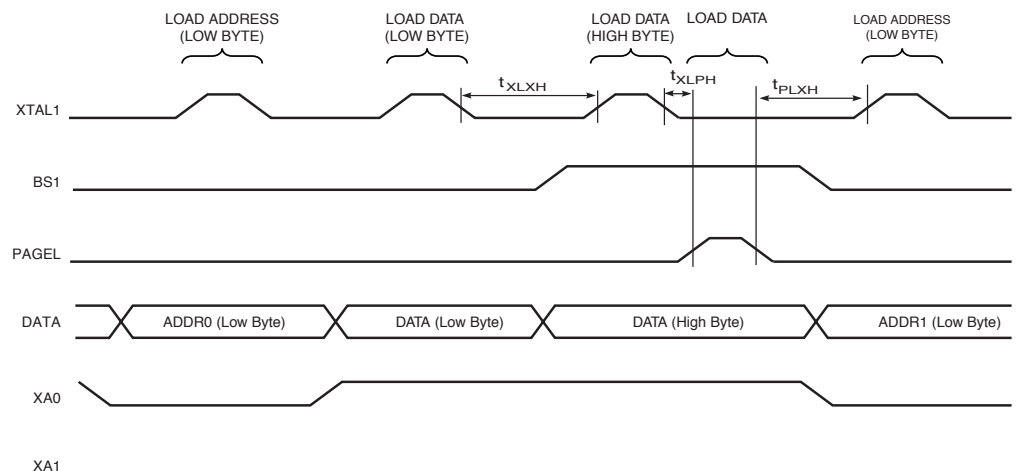 LOAD ADDRESS
(LOW BYTE)
LOAD DATA
(LOW BYTE)
LOAD DATA
(HIGH BYTE)
LOAD DATA
LOAD ADDRESS
(LOW BYTE)
tXLXH
tXLPH
tPLXH
XTAL1
BS1
PAGEL
DATA
ADDR0 (Low Byte)
DATA (Low Byte)
DATA (High Byte)
ADDR1 (Low Byte)
XA0
XA1